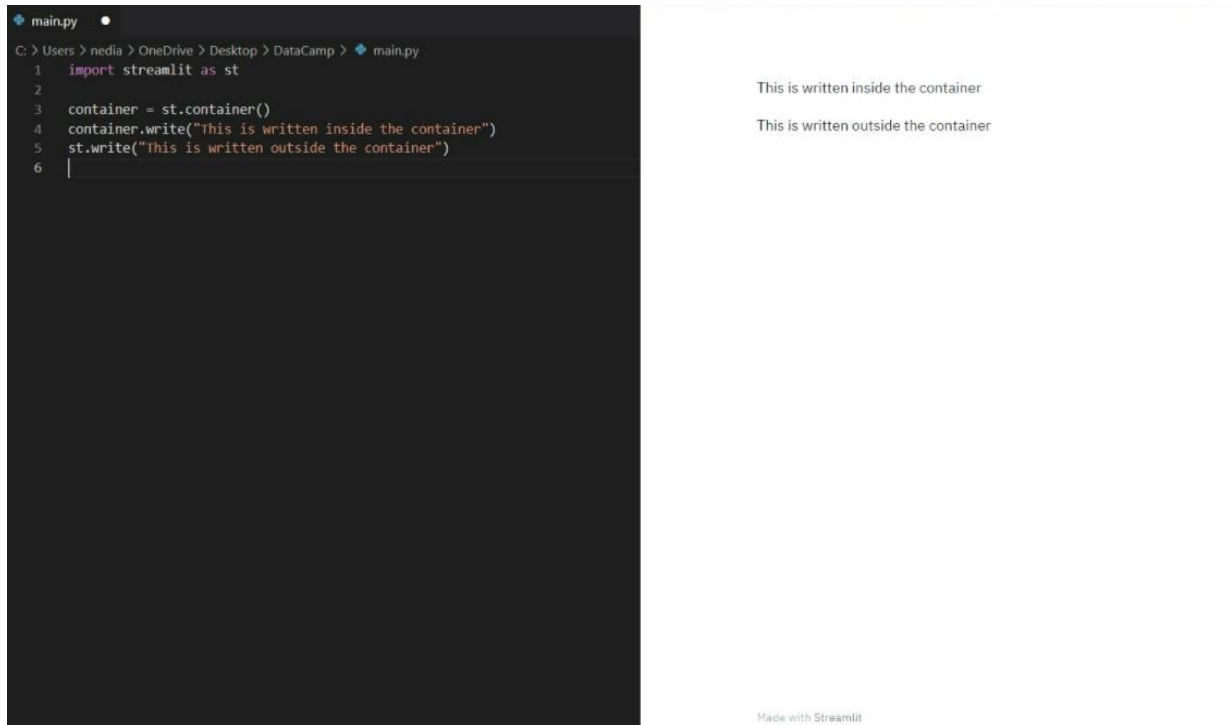 main.py
C: > Users > nedia > OneDrive > Desktop > DataCamp > main.py
1 import streamlit as st
2
3 container = st.container()
4 container.write("This is written inside the container")
5 st.write("This is written outside the container")
6
This is written inside the container
This is written outside the container
Made with Streamlit